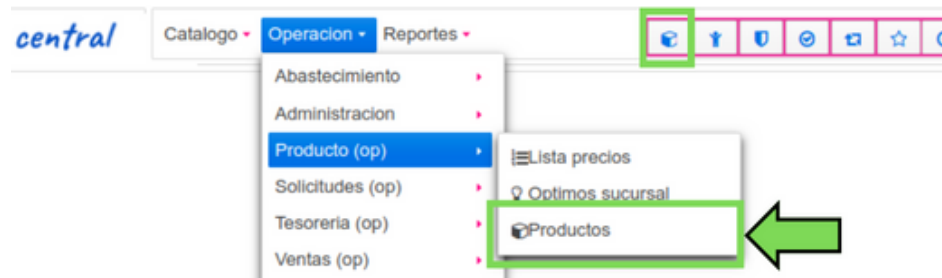 central
Catalogo Operacion Reportes
Abastecimiento
Administracion
Producto (op)
Lista precios
Solicitudes (op)
Optimos sucursal
Tesoreria (op)
Productos
Ventas (op)